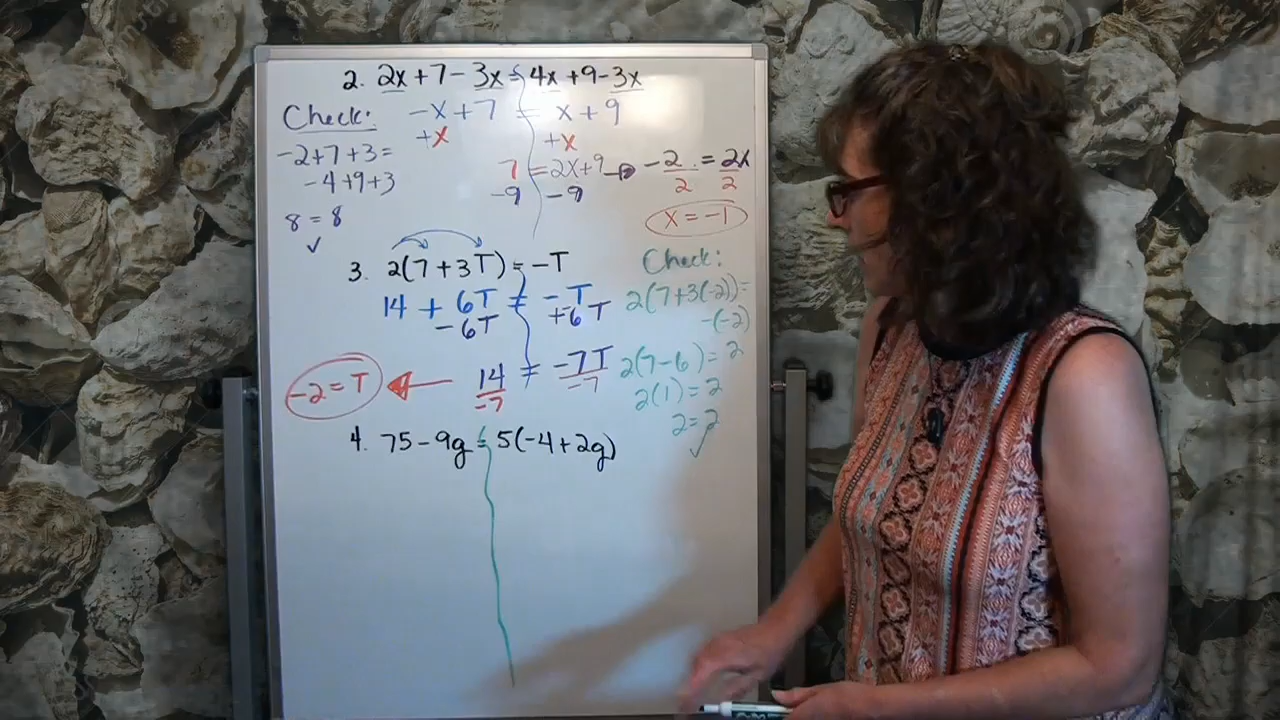 2. 2x + 7 - 3x = 4x + 9 - 3x
Check:
-x + 7 = x + 9
+x +x
-2 + 7 + 3 =
-4 + 9 + 3
8 = 8
✓
7 = 2x + 9
-9 -9
-2 = 2x
2 2
x = -1
3. 2(7 + 3T) = -T
14 + 6T = -T
-6T +6T
14 = -7T
-7 -7
-2 = T
Check:
2(7+3(-2)) =
-(-2)
2(7-6) = 2
2(1) = 2
2 = 2
✓
4. 75 - 9g = 5(-4 + 2g)